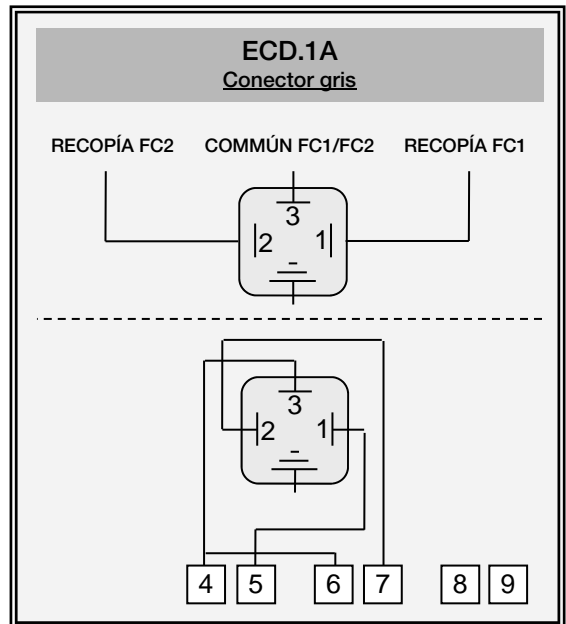 ECD.1A
Conector gris
RECOPÍA FC2 COMMÚN FC1/FC2 RECOPÍA FC1
3
2 1
3
2 1
4 5 6 7 8 9